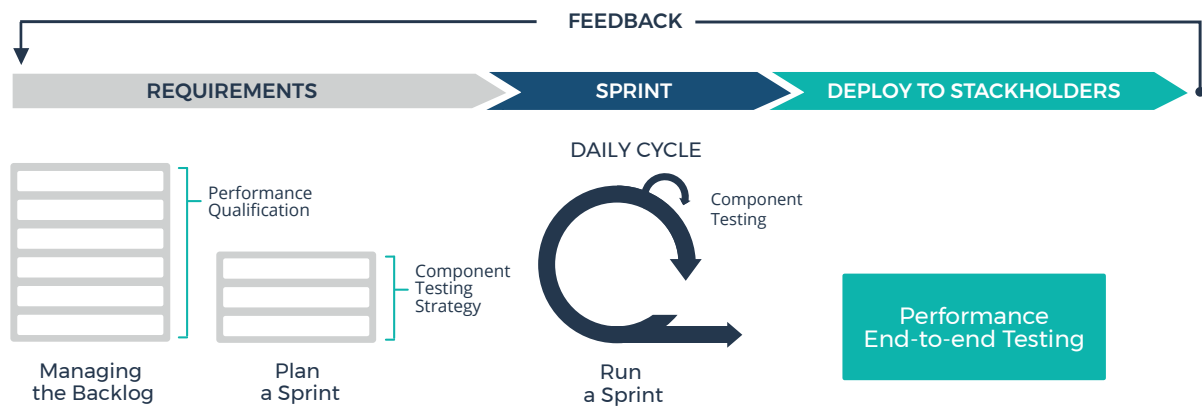 FEEDBACK
REQUIREMENTS
SPRINT
DEPLOY TO STACKHOLDERS
DAILY CYCLE
Performance
Qualification
Component
Testing
Component
Testing
Strategy
Performance
End-to-end Testing
Managing
the Backlog
Plan
a Sprint
Run
a Sprint